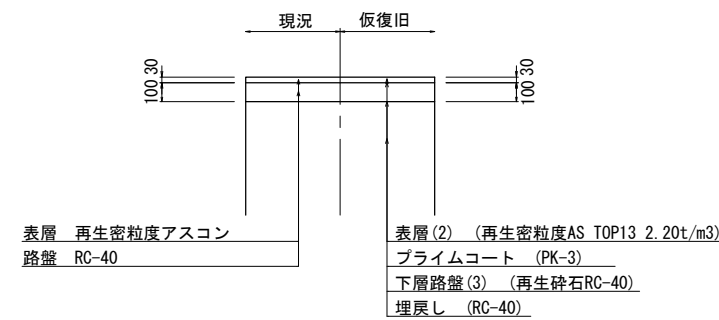 現況
仮復旧
100 30
100 30
表層 再生密粒度アスコン
路盤 RC-40
表層(2) (再生密粒度AS TOP13 2.20t/m3)
プライムコート (PK-3)
下層路盤(3) (再生砕石RC-40)
埋戻し (RC-40)